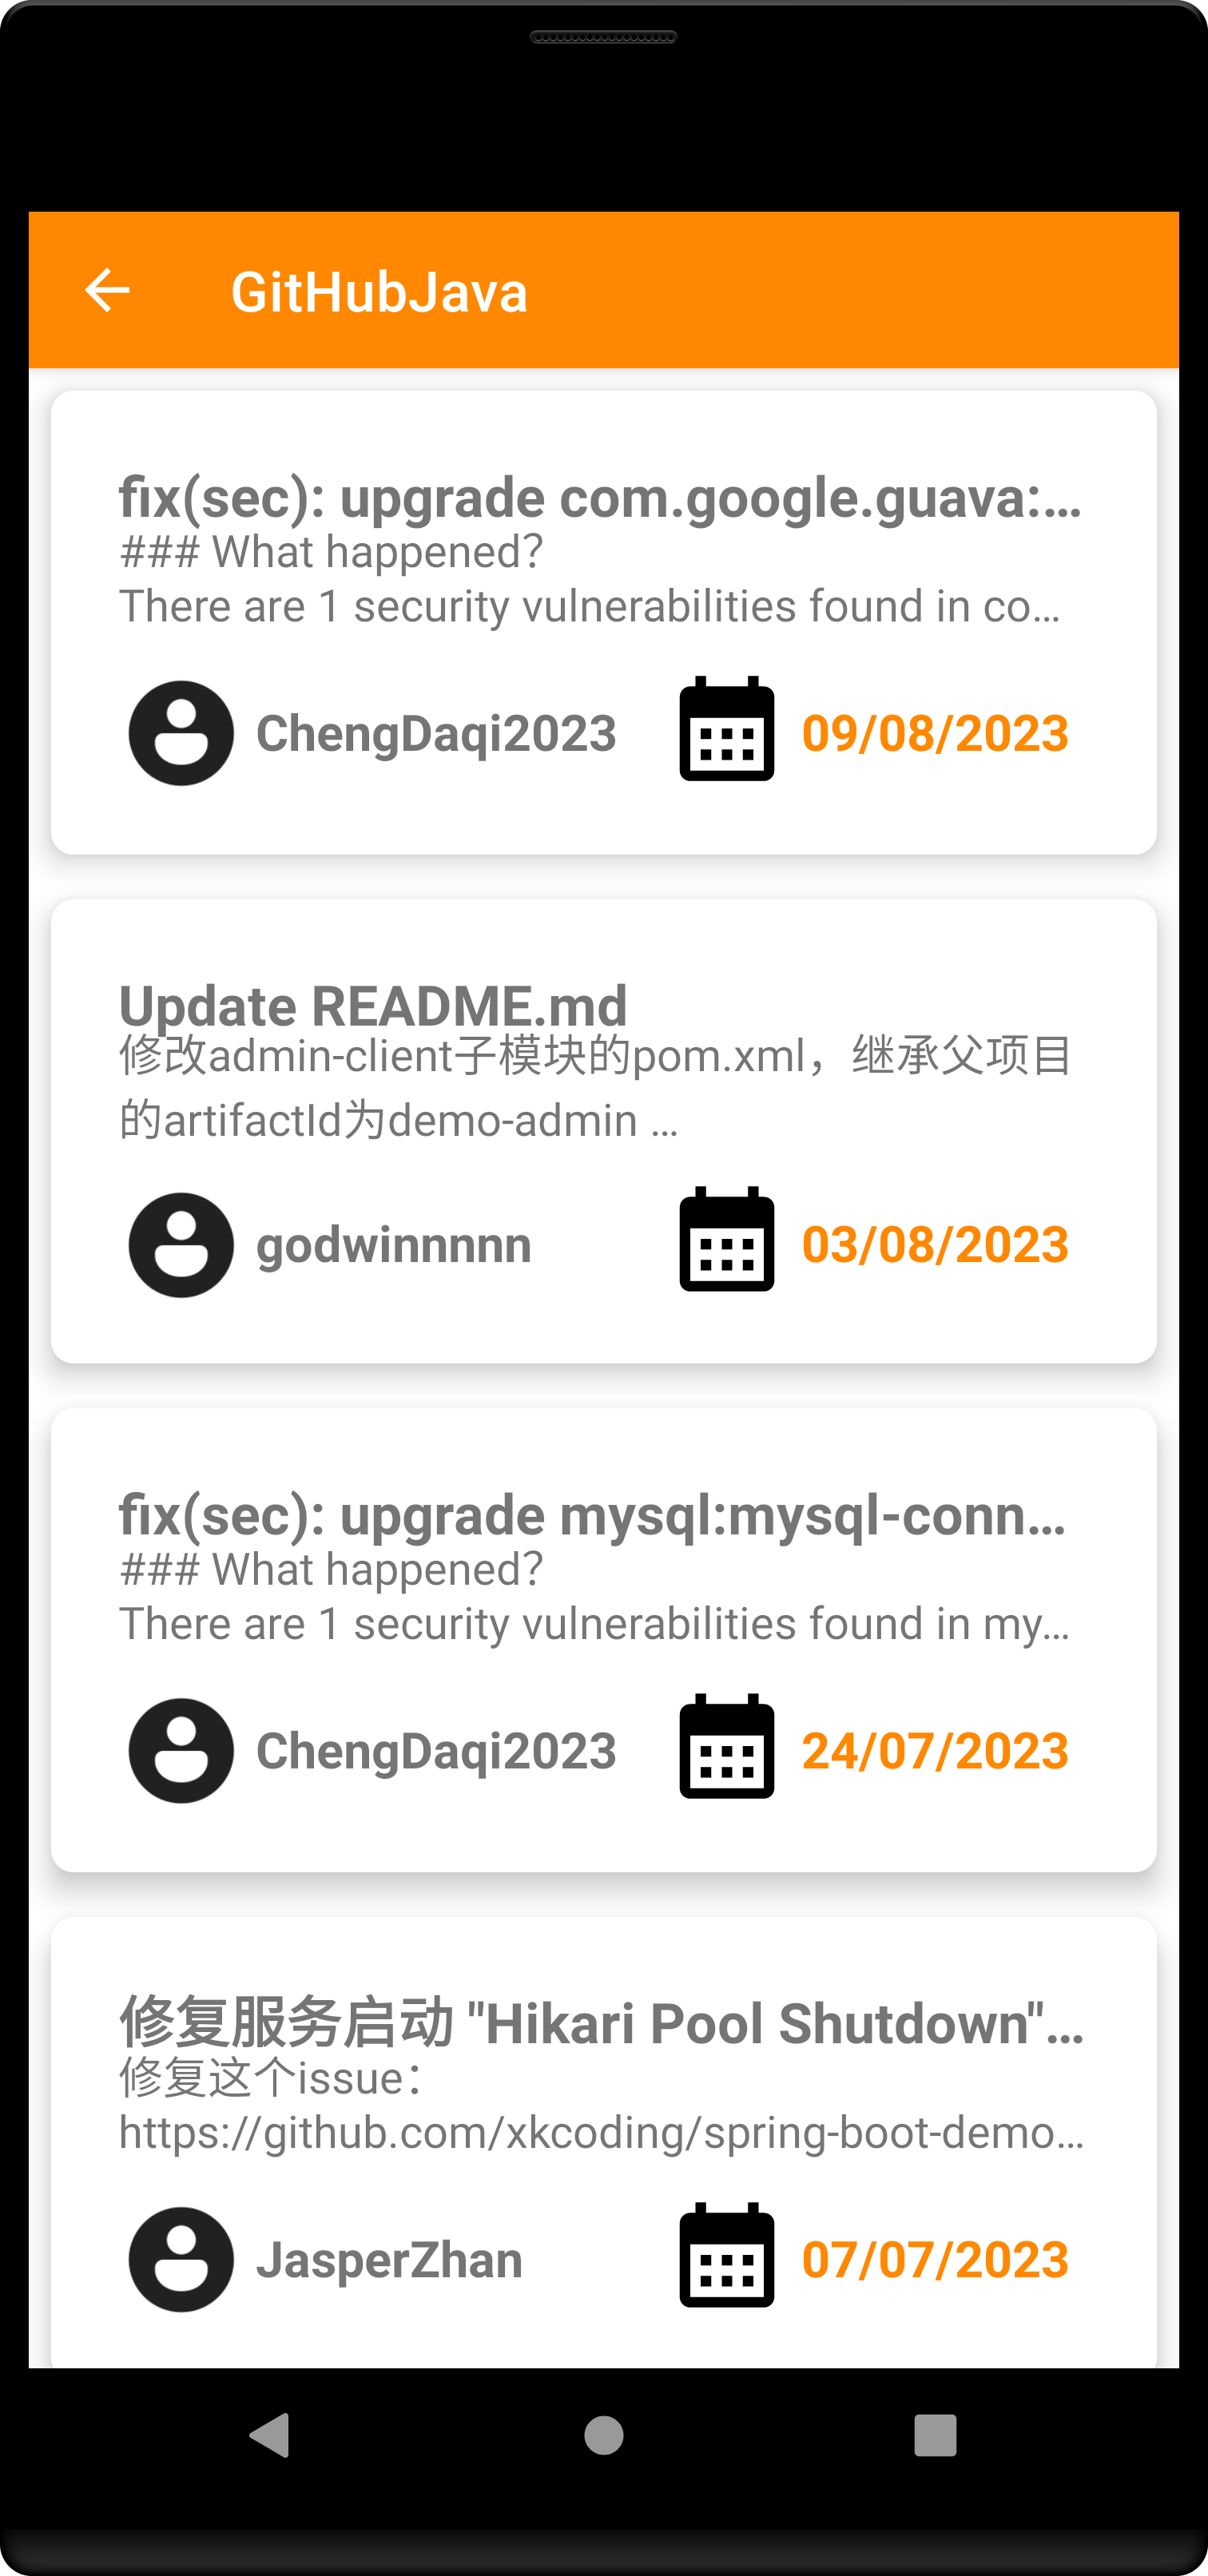 GitHubJava
fix(sec): upgrade com.google.guava:...
### What happened?
There are 1 security vulnerabilities found in co...
ChengDaqi2023
09/08/2023
Update README.md
修改admin-client子模块的pom.xml，继承父项目
的artifactId为demo-admin ...
godwinnnnn
03/08/2023
fix(sec): upgrade mysql:mysql-conn...
### What happened?
There are 1 security vulnerabilities found in my...
ChengDaqi2023
24/07/2023
修复服务启动 "Hikari Pool Shutdown"...
修复这个issue：
https://github.com/xkcoding/spring-boot-demo...
JasperZhan
07/07/2023